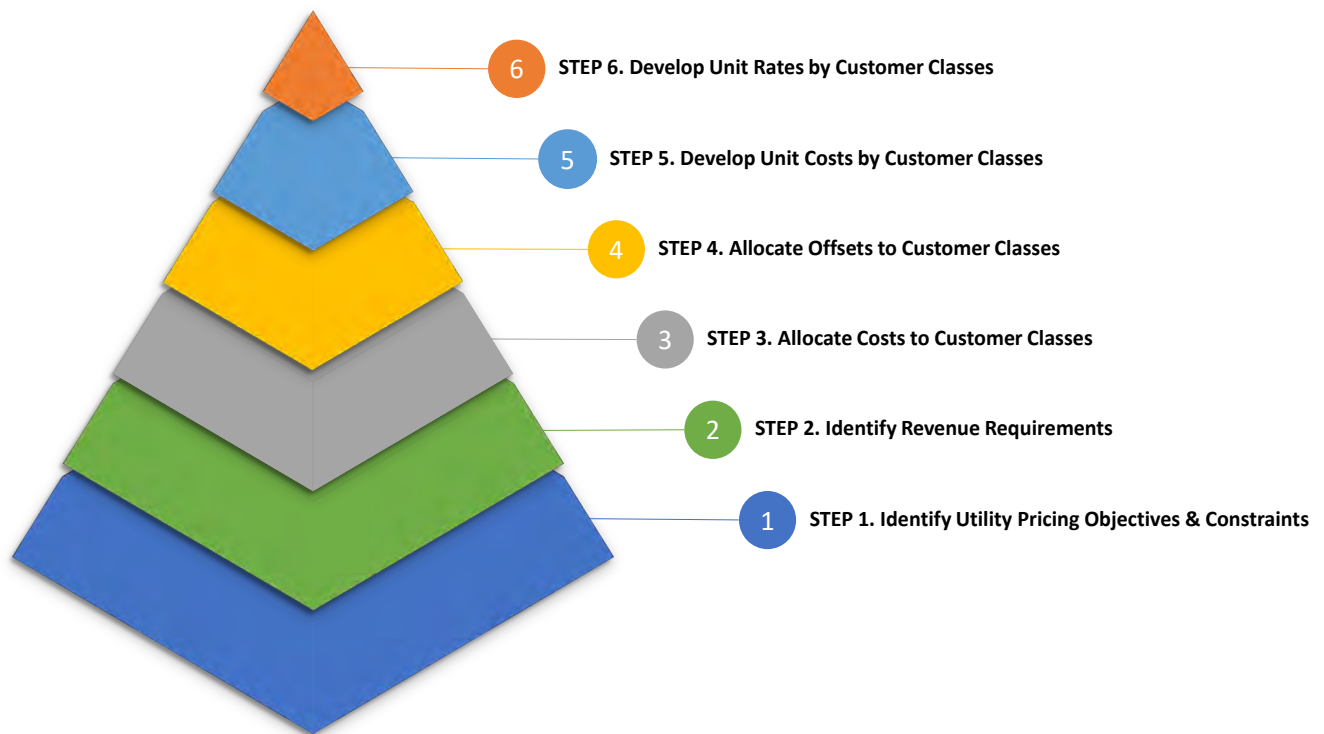 6 STEP 6. Develop Unit Rates by Customer Classes
5 STEP 5. Develop Unit Costs by Customer Classes
4 STEP 4. Allocate Offsets to Customer Classes
3 STEP 3. Allocate Costs to Customer Classes
2 STEP 2. Identify Revenue Requirements
1 STEP 1. Identify Utility Pricing Objectives & Constraints